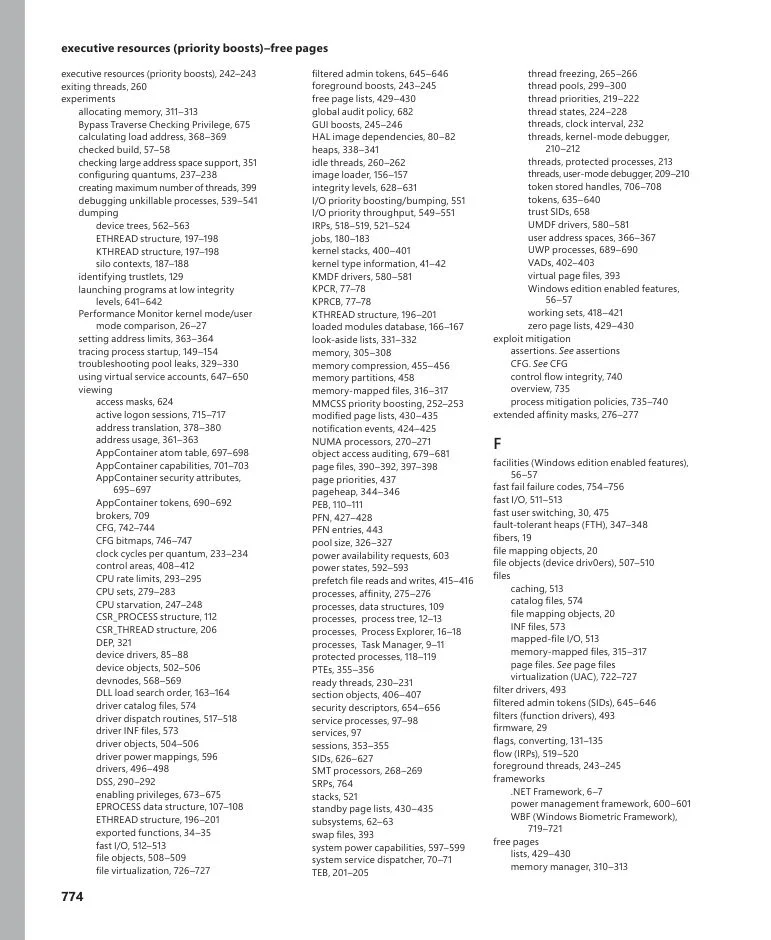 executive resources (priority boosts)–free pages
executive resources (priority boosts), 242–243
exiting threads, 260
experiments
allocating memory, 311–313
Bypass Traverse Checking Privilege, 675
calculating load address, 368–369
checked build, 57–58
checking large address space support, 351
configuring quantums, 237–238
creating maximum number of threads, 399
debugging unkillable processes, 539–541
dumping
device trees, 562–563
ETHREAD structure, 197–198
KTHREAD structure, 197–198
silo contexts, 187–188
identifying trustlets, 129
launching programs at low integrity
levels, 641–642
Performance Monitor kernel mode/user
mode comparison, 26–27
setting address limits, 363–364
tracing process startup, 149–154
troubleshooting pool leaks, 329–330
using virtual service accounts, 647–650
viewing
access masks, 624
active logon sessions, 715–717
address translation, 378–380
address usage, 361–363
AppContainer atom table, 697–698
AppContainer capabilities, 701–703
AppContainer security attributes,
695–697
AppContainer tokens, 690–692
brokers, 709
CFG, 742–744
CFG bitmaps, 746–747
clock cycles per quantum, 233–234
control areas, 408–412
CPU rate limits, 293–295
CPU sets, 279–283
CPU starvation, 247–248
CSR_PROCESS structure, 112
CSR_THREAD structure, 206
DEP, 321
device drivers, 85–88
device objects, 502–506
devnodes, 568–569
DLL load search order, 163–164
driver catalog files, 574
driver dispatch routines, 517–518
driver INF files, 573
driver objects, 504–506
driver power mappings, 596
drivers, 496–498
DSS, 290–292
enabling privileges, 673–675
EPROCESS data structure, 107–108
ETHREAD structure, 196–201
exported functions, 34–35
fast I/O, 512–513
file objects, 508–509
file virtualization, 726–727
filtered admin tokens, 645–646
foreground boosts, 243–245
free page lists, 429–430
global audit policy, 682
GUI boosts, 245–246
HAL image dependencies, 80–82
heaps, 338–341
idle threads, 260–262
image loader, 156–157
integrity levels, 628–631
I/O priority boosting/bumping, 551
I/O priority throughput, 549–551
IRPs, 518–519, 521–524
jobs, 180–183
kernel stacks, 400–401
kernel type information, 41–42
KMDF drivers, 580–581
KPCR, 77–78
KPRCB, 77–78
KTHREAD structure, 196–201
loaded modules database, 166–167
look-aside lists, 331–332
memory, 305–308
memory compression, 455–456
memory partitions, 458
memory-mapped files, 316–317
MMCSS priority boosting, 252–253
modified page lists, 430–435
notification events, 424–425
NUMA processors, 270–271
object access auditing, 679–681
page files, 390–392, 397–398
page priorities, 437
pageheap, 344–346
PEB, 110–111
PFN, 427–428
PFN entries, 443
pool size, 326–327
power availability requests, 603
power states, 592–593
prefetch file reads and writes, 415–416
processes, affinity, 275–276
processes, data structures, 109
processes, process tree, 12–13
processes, Process Explorer, 16–18
processes, Task Manager, 9–11
protected processes, 118–119
PTEs, 355–356
ready threads, 230–231
section objects, 406–407
security descriptors, 654–656
service processes, 97–98
services, 97
sessions, 353–355
SIDs, 626–627
SMT processors, 268–269
SRPs, 764
stacks, 521
standby page lists, 430–435
subsystems, 62–63
swap files, 393
system power capabilities, 597–599
system service dispatcher, 70–71
TEB, 201–205
thread freezing, 265–266
thread pools, 299–300
thread priorities, 219–222
thread states, 224–228
threads, clock interval, 232
threads, kernel-mode debugger,
210–212
threads, protected processes, 213
threads, user-mode debugger, 209–210
token stored handles, 706–708
tokens, 635–640
trust SIDs, 658
UMDF drivers, 580–581
user address spaces, 366–367
UWP processes, 689–690
VADs, 402–403
virtual page files, 393
Windows edition enabled features,
56–57
working sets, 418–421
zero page lists, 429–430
exploit mitigation
assertions. See assertions
CFG. See CFG
control flow integrity, 740
overview, 735
process mitigation policies, 735–740
extended affinity masks, 276–277
F
facilities (Windows edition enabled features),
56–57
fast fail failure codes, 754–756
fast I/O, 511–513
fast user switching, 30, 475
fault-tolerant heaps (FTH), 347–348
fibers, 19
file mapping objects, 20
file objects (device driv0ers), 507–510
files
caching, 513
catalog files, 574
file mapping objects, 20
INF files, 573
mapped-file I/O, 513
memory-mapped files, 315–317
page files. See page files
virtualization (UAC), 722–727
filter drivers, 493
filtered admin tokens (SIDs), 645–646
filters (function drivers), 493
firmware, 29
flags, converting, 131–135
flow (IRPs), 519–520
foreground threads, 243–245
frameworks
.NET Framework, 6–7
power management framework, 600–601
WBF (Windows Biometric Framework),
719–721
free pages
lists, 429–430
memory manager, 310–313
774